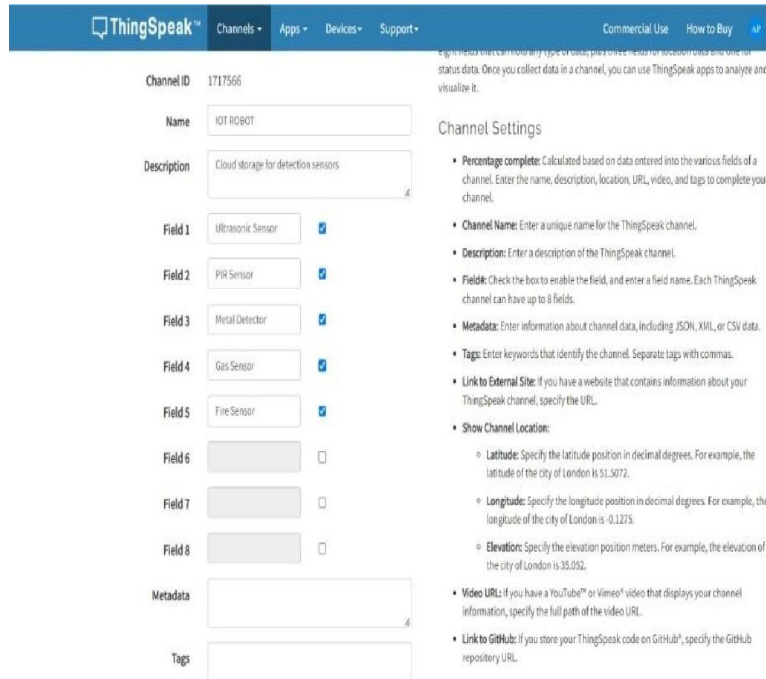 ThingSpeak™ Channels Apps Devices Support Commercial Use How to Buy AP
Channel ID 1717566
Name IOT ROBOT
Description Cloud storage for detection sensors
Field 1 Ultrasonic Sensor
Field 2 PIR Sensor
Field 3 Metal Detector
Field 4 Gas Sensor
Field 5 Fire Sensor
Field 6
Field 7
Field 8
Metadata
Tags
eight fields that can hold any type of data, plus three fields for location data and one for
status data. Once you collect data in a channel, you can use ThingSpeak apps to analyze and
visualize it.
Channel Settings
• Percentage complete: Calculated based on data entered into the various fields of a
channel. Enter the name, description, location, URL, video, and tags to complete your
channel.
• Channel Name: Enter a unique name for the ThingSpeak channel.
• Description: Enter a description of the ThingSpeak channel.
• Field#: Check the box to enable the field, and enter a field name. Each ThingSpeak
channel can have up to 8 fields.
• Metadata: Enter information about channel data, including JSON, XML, or CSV data.
• Tags: Enter keywords that identify the channel. Separate tags with commas.
• Link to External Site: If you have a website that contains information about your
ThingSpeak channel, specify the URL.
• Show Channel Location:
○ Latitude: Specify the latitude position in decimal degrees. For example, the
latitude of the city of London is 51.5072.
○ Longitude: Specify the longitude position in decimal degrees. For example, the
longitude of the city of London is -0.1275.
○ Elevation: Specify the elevation position meters. For example, the elevation of
the city of London is 35.052.
• Video URL: If you have a YouTube™ or Vimeo® video that displays your channel
information, specify the full path of the video URL.
• Link to GitHub: If you store your ThingSpeak code on GitHub®, specify the GitHub
repository URL.